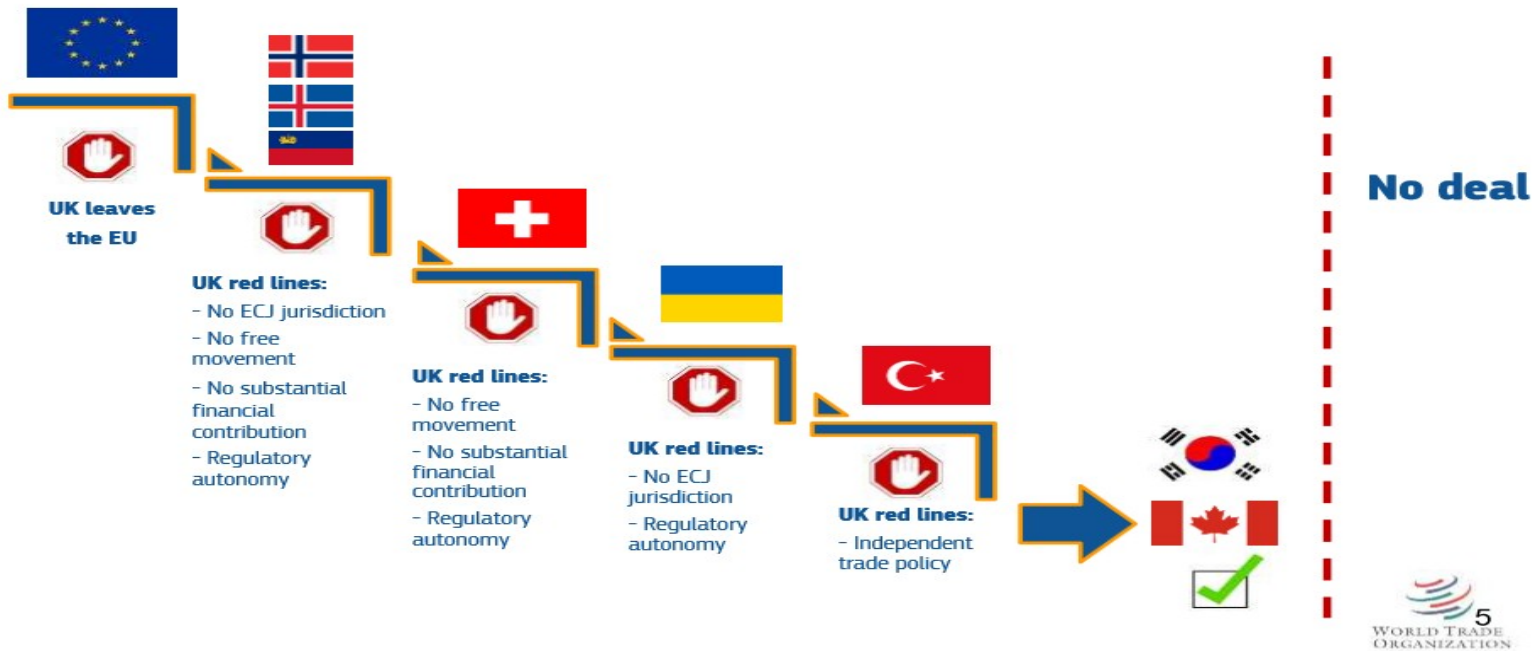 UK leaves
the EU
UK red lines:
- No ECJ jurisdiction
- No free
movement
- No substantial
financial
contribution
- Regulatory
autonomy
UK red lines:
- No free
movement
- No substantial
financial
contribution
- Regulatory
autonomy
UK red lines:
- No ECJ
jurisdiction
- Regulatory
autonomy
UK red lines:
- Independent
trade policy
No deal
5
WORLD TRADE
ORGANIZATION